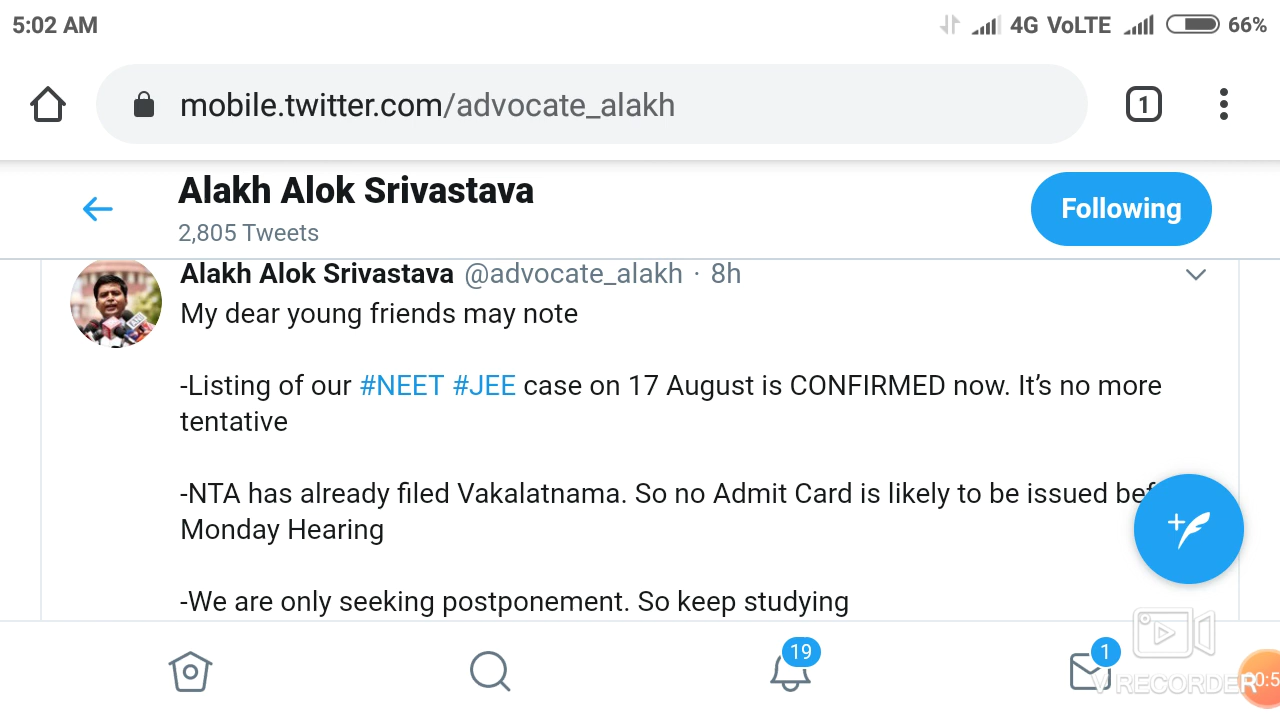 5:02 AM 4G VoLTE 66%
mobile.twitter.com/advocate_alakh 1
Alakh Alok Srivastava
2,805 Tweets
Following
Alakh Alok Srivastava @advocate_alakh · 8h
My dear young friends may note
-Listing of our #NEET #JEE case on 17 August is CONFIRMED now. It's no more
tentative
-NTA has already filed Vakalatnama. So no Admit Card is likely to be issued
Monday Hearing
-We are only seeking postponement. So keep studying
19
1
V RECORDER